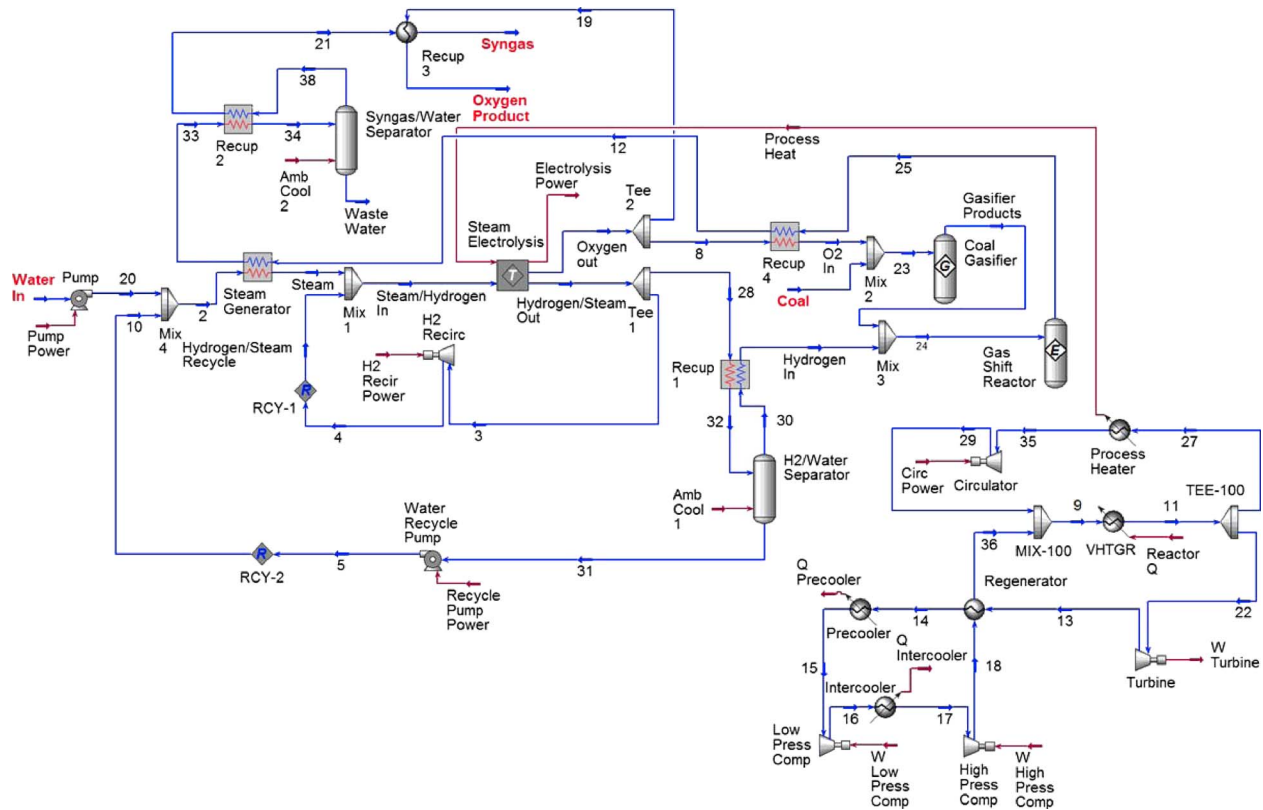 19
21
Recup
3
Syngas
38
Oxygen
Product
Syngas/Water
Separator
33
34
Recup
2
12
Process
Heat
25
Amb
Cool
2
Waste
Water
Electrolysis
Power
Tee
2
Gasifier
Products
Steam
Electrolysis
Oxygen
out
8
Recup
4
O2
In
Mix
2
23
Coal
Gasifier
G
T
Water
In
Pump
20
Steam
Generator
Steam
Mix
1
Steam/Hydrogen
In
Hydrogen/Steam
Out
Tee
1
28
Coal
10
Mix
4
2
Pump
Power
Hydrogen/Steam
Recycle
H2
Recirc
H2
Recir
Power
Recup
1
Hydrogen
In
Mix
3
24
Gas
Shift
Reactor
E
R
RCY-1
4
3
32
30
29
35
27
Process
Heater
H2/Water
Separator
Circ
Power
Circulator
TEE-100
Amb
Cool
1
Water
Recycle
Pump
9
11
36
MIX-100
VHTGR
Reactor
Q
R
RCY-2
5
31
Recycle
Pump
Power
Q
Precooler
Regenerator
14
13
22
Precooler
Q
Intercooler
W
Turbine
Turbine
15
Intercooler
18
16
17
Low
Press
Comp
W
Low
Press
Comp
High
Press
Comp
W
High
Press
Comp